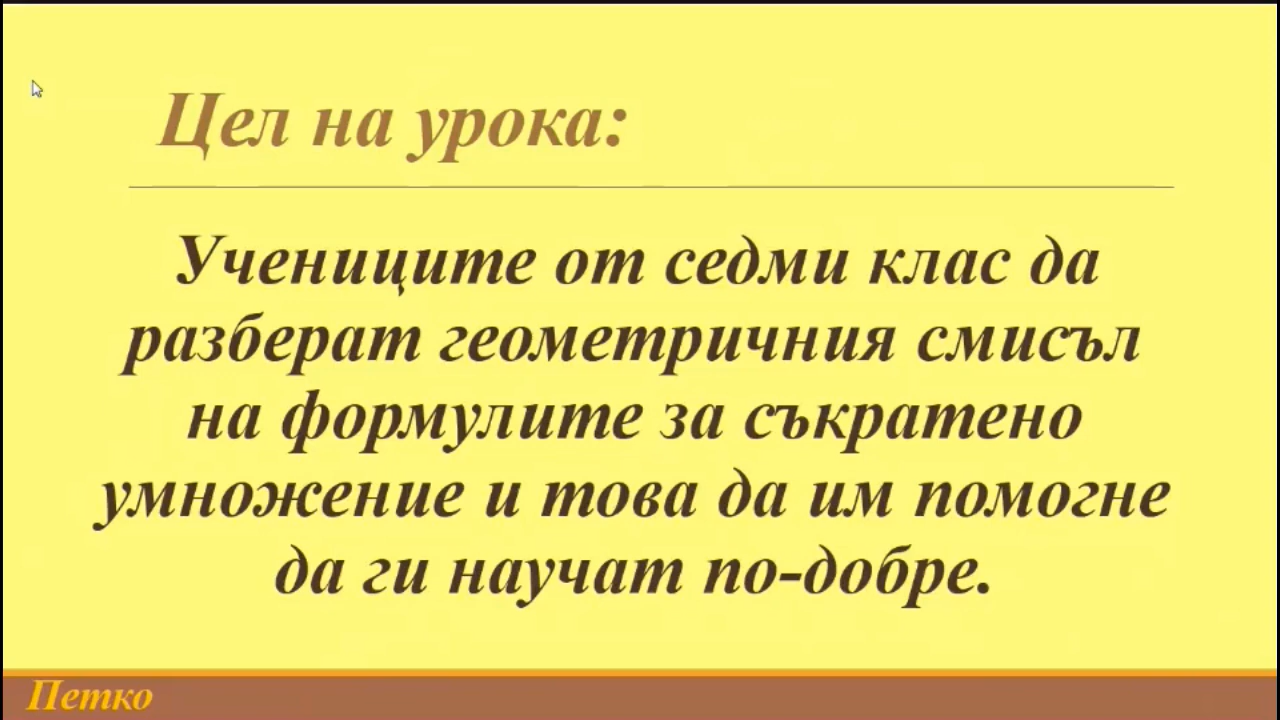 Цел на урока:
Учениците от седми клас да
разберат геометричния смисъл
на формулите за съкратено
умножение и това да им помогне
да ги научат по-добре.
Петко